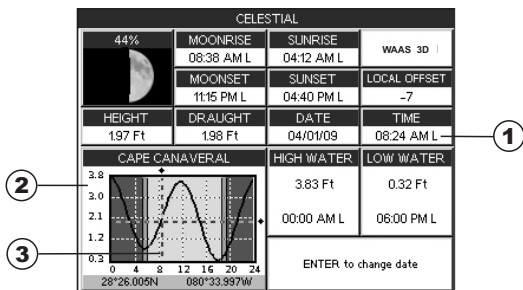 CELESTIAL
44% MOONRISE SUNRISE WAAS 3D
08:38 AM L 04:12 AM L
MOONSET SUNSET LOCAL OFFSET
11:15 PM L 04:40 PM L -7
HEIGHT DRAUGHT DATE TIME
1.97 Ft 1.98 Ft 04/01/09 08:24 AM L
1
CAPE CANAVERAL HIGH WATER LOW WATER
3.83 Ft 0.32 Ft
00:00 AM L 06:00 PM L
2
3
3.8
3.0
2.1
1.2
0.3
0 4 8 12 16 20 24
28°26.005N 080°33.997W
ENTER to change date